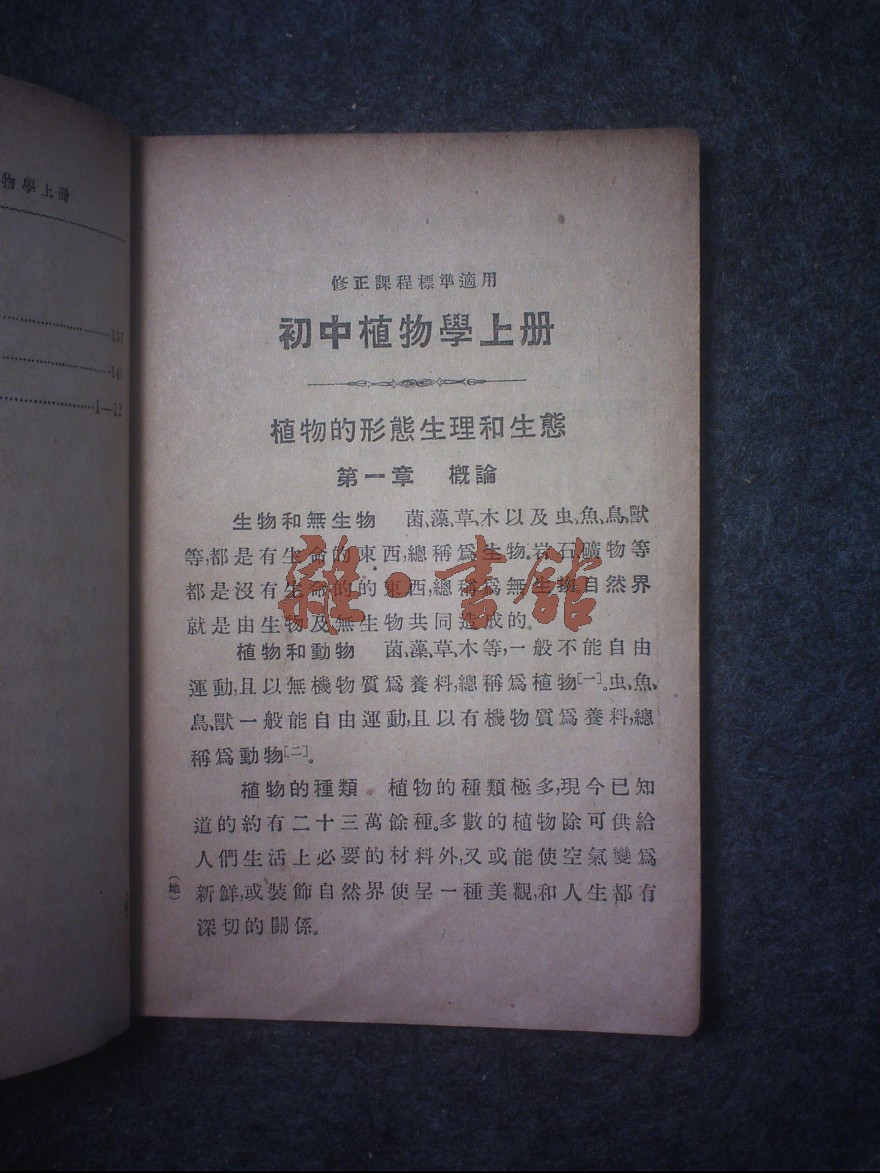 物學上册
117
141
1—12
修正課程標準適用
初中植物學上册
植物的形態生理和生態
第一章 概論
生物和無生物 菌、藻、草、木以及虫、魚、鳥、獸
等,都是有生命的東西,總稱爲生物。岩石礦物等
都是沒有生命的的東西,總稱爲無生物。自然界
就是由生物及無生物共同造成的。
植物和動物 菌、藻、草、木等,一般不能自由
運動,且以無機物質爲養料,總稱爲植物[一]。虫、魚、
鳥、獸一般能自由運動,且以有機物質爲養料,總
稱爲動物[二]。
植物的種類 植物的種類極多,現今已知
道的約有二十三萬餘種。多數的植物除可供給
人們生活上必要的材料外,又或能使空氣變爲
新鮮,或裝飾自然界使呈一種美觀,和人生都有
深切的關係。
(地)
雜·書館